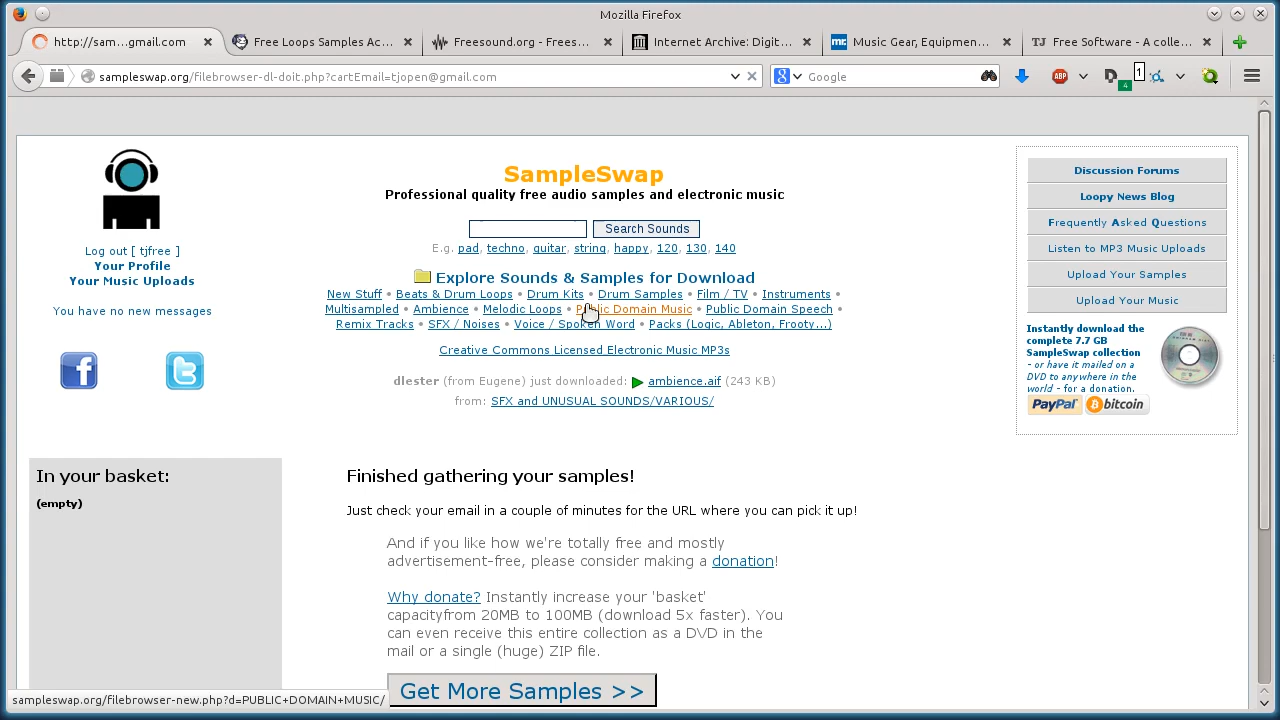 Mozilla Firefox
http://sam...gmail.com
Free Loops Samples Ac...
Freesound.org - Frees...
Internet Archive: Digit...
mr.
Music Gear, Equipmen...
TJ
Free Software - A colle...
sampleswap.org/filebrowser-dl-doit.php?cartEmail=tjopen@gmail.com
Google
ABP
D
4
1
SampleSwap
Professional quality free audio samples and electronic music
Search Sounds
E.g. pad, techno, guitar, string, happy, 120, 130, 140
Explore Sounds & Samples for Download
New Stuff • Beats & Drum Loops • Drum Kits • Drum Samples • Film / TV • Instruments •
Multisampled • Ambience • Melodic Loops • Public Domain Music • Public Domain Speech •
Remix Tracks • SFX / Noises • Voice / Spoken Word • Packs (Logic, Ableton, Frooty...)
Creative Commons Licensed Electronic Music MP3s
dlester (from Eugene) just downloaded: ambience.aif (243 KB)
from: SFX and UNUSUAL SOUNDS/VARIOUS/
Log out [ tjfree ]
Your Profile
Your Music Uploads
You have no new messages
Discussion Forums
Loopy News Blog
Frequently Asked Questions
Listen to MP3 Music Uploads
Upload Your Samples
Upload Your Music
Instantly download the
complete 7.7 GB
SampleSwap collection
- or have it mailed on a
DVD to anywhere in the
world - for a donation.
PayPal bitcoin
In your basket:
(empty)
Finished gathering your samples!
Just check your email in a couple of minutes for the URL where you can pick it up!
And if you like how we're totally free and mostly
advertisement-free, please consider making a donation!
Why donate? Instantly increase your 'basket'
capacityfrom 20MB to 100MB (download 5x faster). You
can even receive this entire collection as a DVD in the
mail or a single (huge) ZIP file.
Get More Samples >>
sampleswap.org/filebrowser-new.php?d=PUBLIC+DOMAIN+MUSIC/